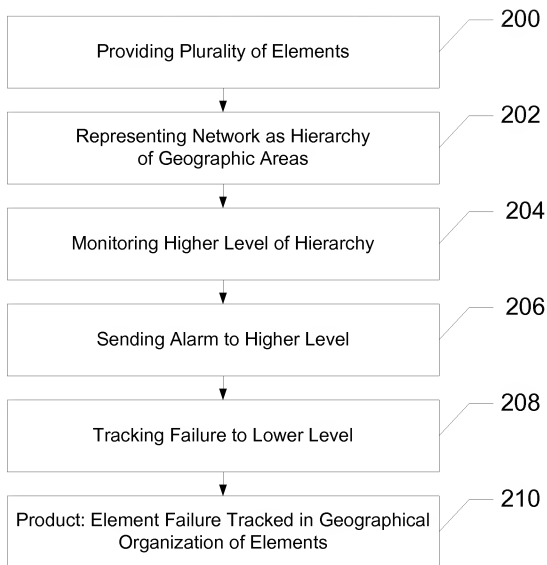 200
Providing Plurality of Elements
202
Representing Network as Hierarchy
of Geographic Areas
204
Monitoring Higher Level of Hierarchy
206
Sending Alarm to Higher Level
208
Tracking Failure to Lower Level
210
Product: Element Failure Tracked in Geographical
Organization of Elements